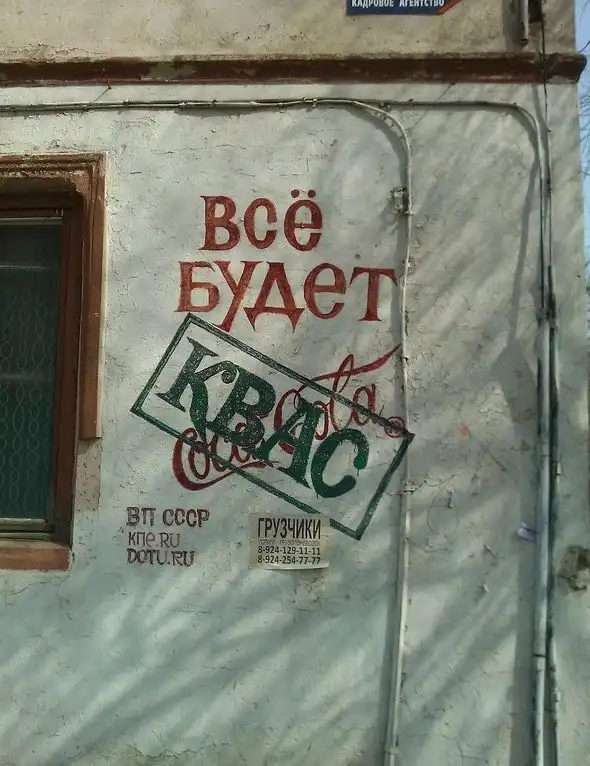 КАДРОВОЕ АГЕНТСТВО
ВСЁ
БУДЕТ
Coca-Cola
КВАС
ВП СССР
КПЕ.RU
DOTU.RU
ГРУЗЧИКИ
8-924-129-11-11
8-924-254-77-77